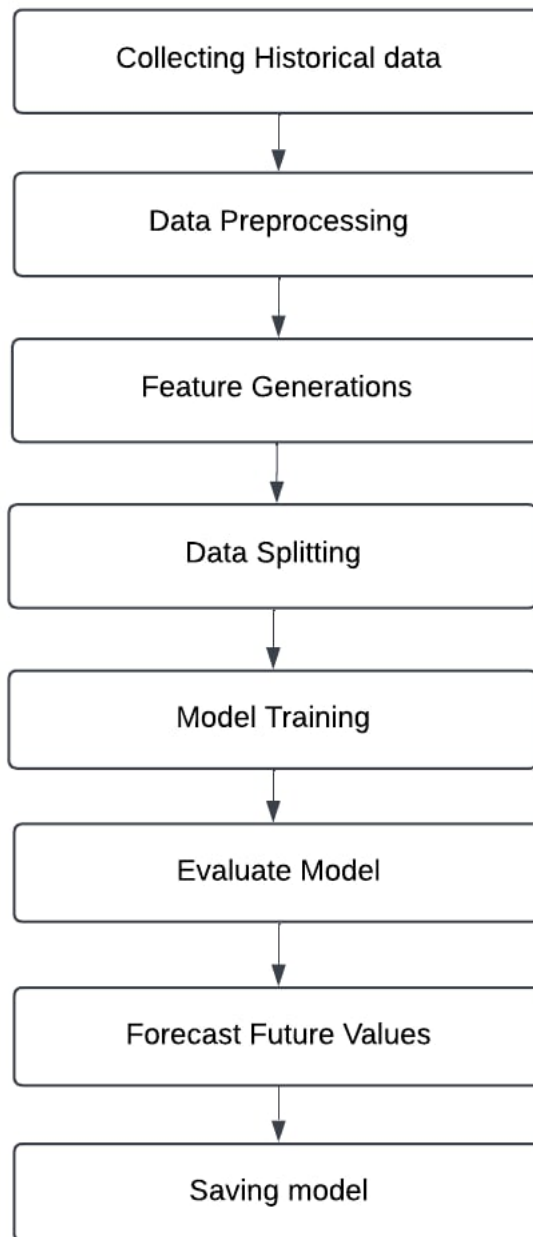 Collecting Historical data
Data Preprocessing
Feature Generations
Data Splitting
Model Training
Evaluate Model
Forecast Future Values
Saving model